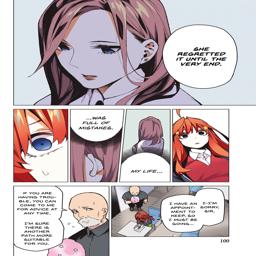 SHE
REGRETTED
IT UNTIL THE
VERY END.
MY LIFE...
...WAS
FULL OF
MISTAKES.
I-I'M
SORRY,
SIR.
I HAVE AN
APPOINT-
MENT TO
KEEP, SO
I MUST BE
GOING...
IF YOU ARE
HAVING TROU-
BLE, YOU CAN
COME TO ME
FOR ADVICE AT
ANY TIME.
I'M SURE
THERE IS
ANOTHER
PATH MORE
SUITABLE
FOR YOU.
100